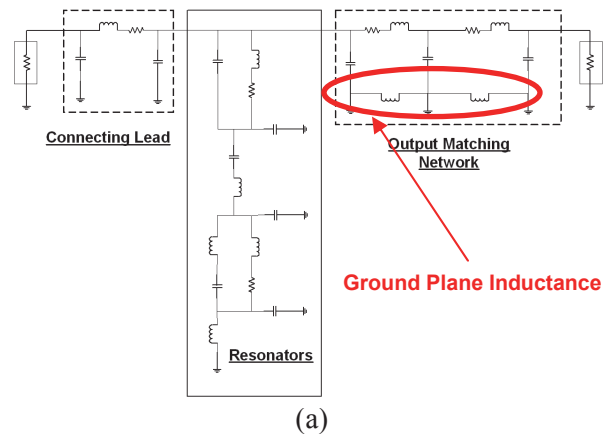 Connecting Lead
Output Matching
Network
Ground Plane Inductance
Resonators
(a)